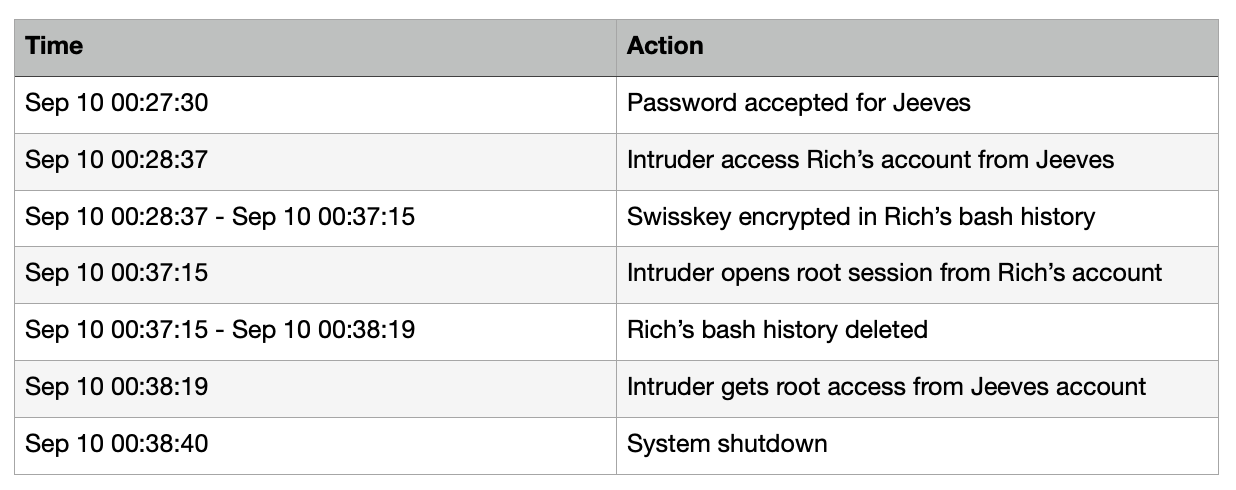 Time Action
Sep 10 00:27:30 Password accepted for Jeeves
Sep 10 00:28:37 Intruder access Rich’s account from Jeeves
Sep 10 00:28:37 - Sep 10 00:37:15 Swisskey encrypted in Rich’s bash history
Sep 10 00:37:15 Intruder opens root session from Rich’s account
Sep 10 00:37:15 - Sep 10 00:38:19 Rich’s bash history deleted
Sep 10 00:38:19 Intruder gets root access from Jeeves account
Sep 10 00:38:40 System shutdown